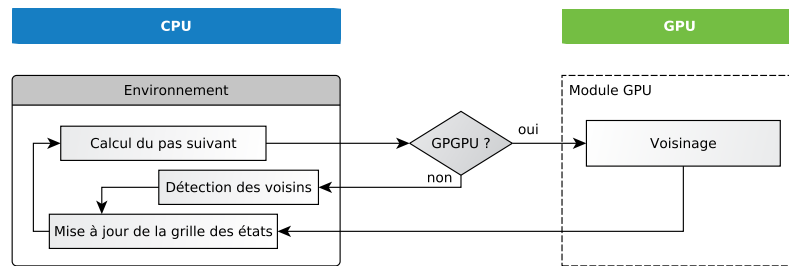 CPU
GPU
Environnement
Module GPU
Calcul du pas suivant
GPGPU ?
oui
Voisinage
non
Détection des voisins
Mise à jour de la grille des états